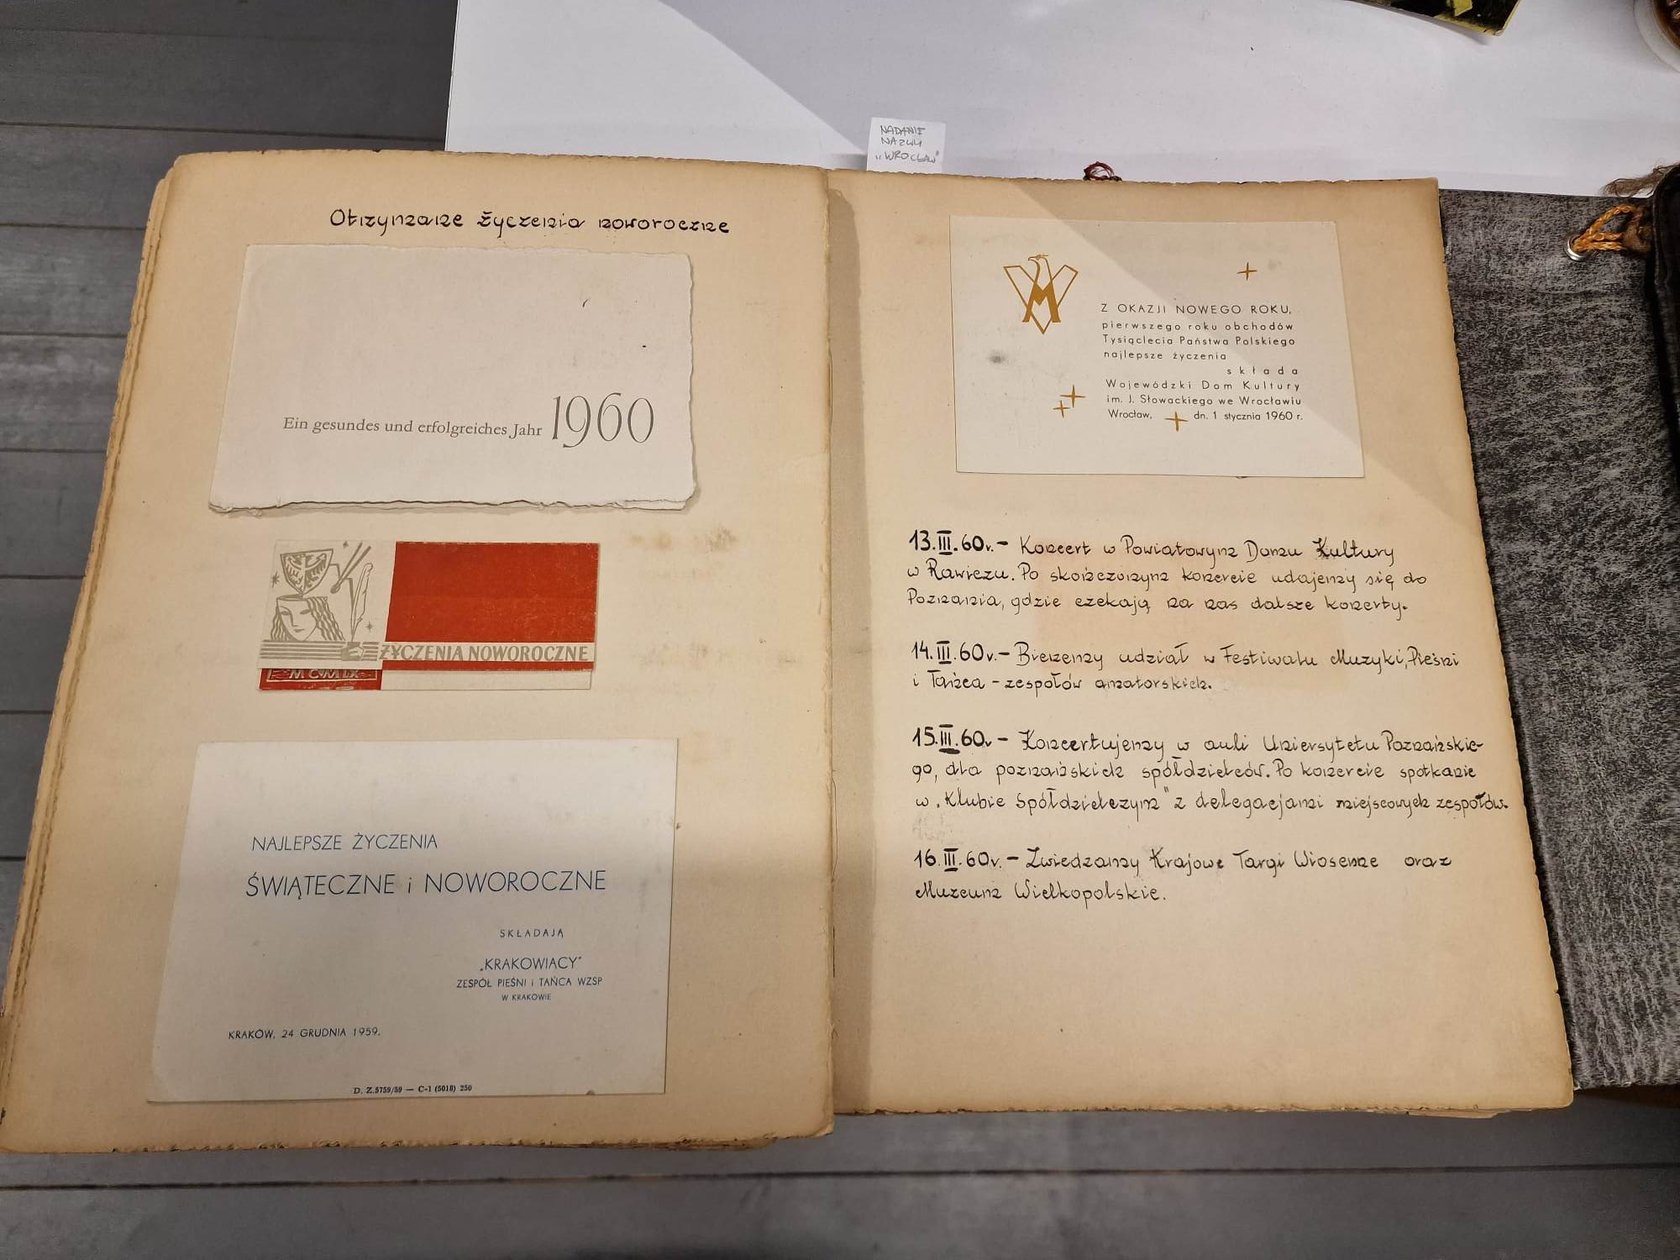 NADANIE
NAZWY
„WROCŁAW"
Otrzymane życzenia noworoczne
Ein gesundes und erfolgreiches Jahr 1960
ŻYCZENIA NOWOROCZNE
MCMLX
NAJLEPSZE ŻYCZENIA
ŚWIĄTECZNE i NOWOROCZNE
SKŁADAJĄ
„KRAKOWIACY"
ZESPÓŁ PIEŚNI i TAŃCA WZSP
W KRAKOWIE
KRAKÓW, 24 GRUDNIA 1959.
D. Z. 5759/59 — C-1 (5018) 250
Z OKAZJI NOWEGO ROKU,
pierwszego roku obchodów
Tysiąclecia Państwa Polskiego
najlepsze życzenia
składa
Wojewódzki Dom Kultury
im. J. Słowackiego we Wrocławiu
Wrocław, dn. 1 stycznia 1960 r.
13.III.60r. – Koncert w Powiatowym Domu Kultury
w Rawiczu. Po skończonym koncercie udajemy się do
Poznania, gdzie czekają na nas dalsze koncerty.
14.III.60r. – Bierzemy udział w Festiwalu Muzyki, Pieśni
i Tańca – zespołów amatorskich.
15.III.60r. – Koncertujemy w auli Uniersytetu Poznańskie-
go, dla poznańskich spółdzielców. Po koncercie spotkanie
w „Klubie Spółdzielczym" z delegacjami miejscowych zespołów.
16.III.60r. – Zwiedzamy Krajowe Targi Wiosenne oraz
Muzeum Wielkopolskie.